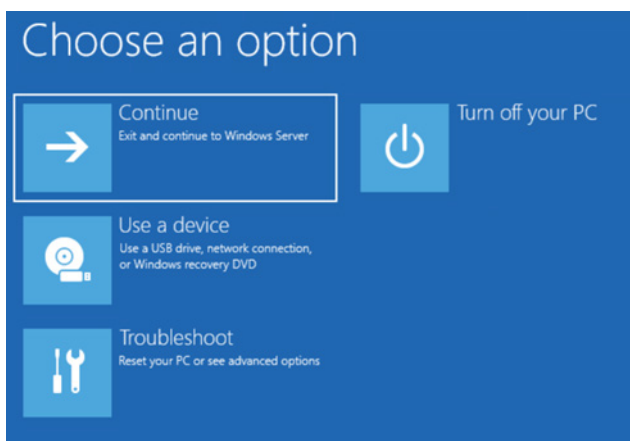 Choose an option
Continue
Exit and continue to Windows Server
Turn off your PC
Use a device
Use a USB drive, network connection,
or Windows recovery DVD
Troubleshoot
Reset your PC or see advanced options